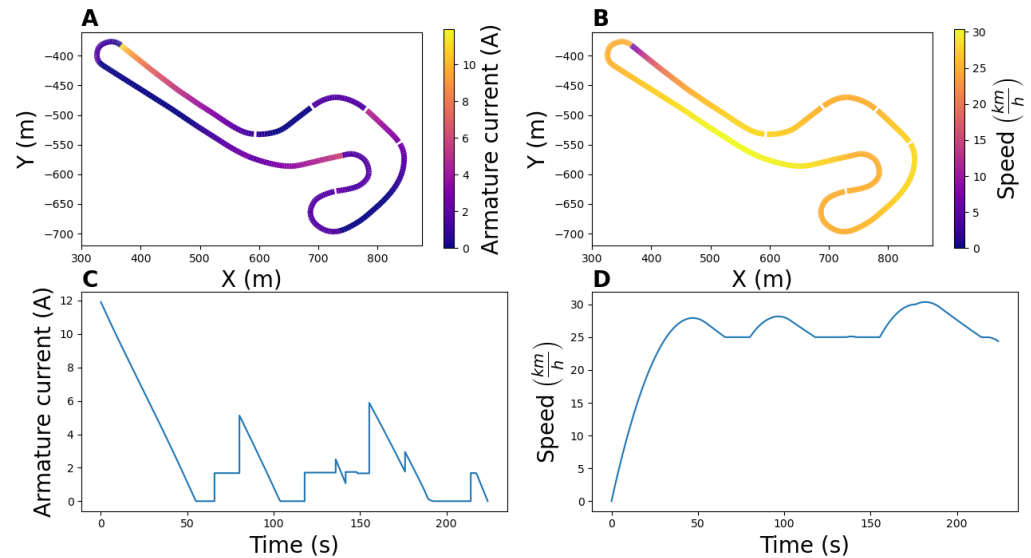 A
B
Y (m)
−400
−450
−500
−550
−600
−650
−700
300 400 500 600 700 800
X (m)
0
2
4
6
8
10
Armature current (A)
Y (m)
−400
−450
−500
−550
−600
−650
−700
300 400 500 600 700 800
X (m)
0
5
10
15
20
25
30
Speed (km/h)
C
D
Armature current (A)
12
10
8
6
4
2
0
0 50 100 150 200
Time (s)
Speed (km/h)
30
25
20
15
10
5
0
0 50 100 150 200
Time (s)